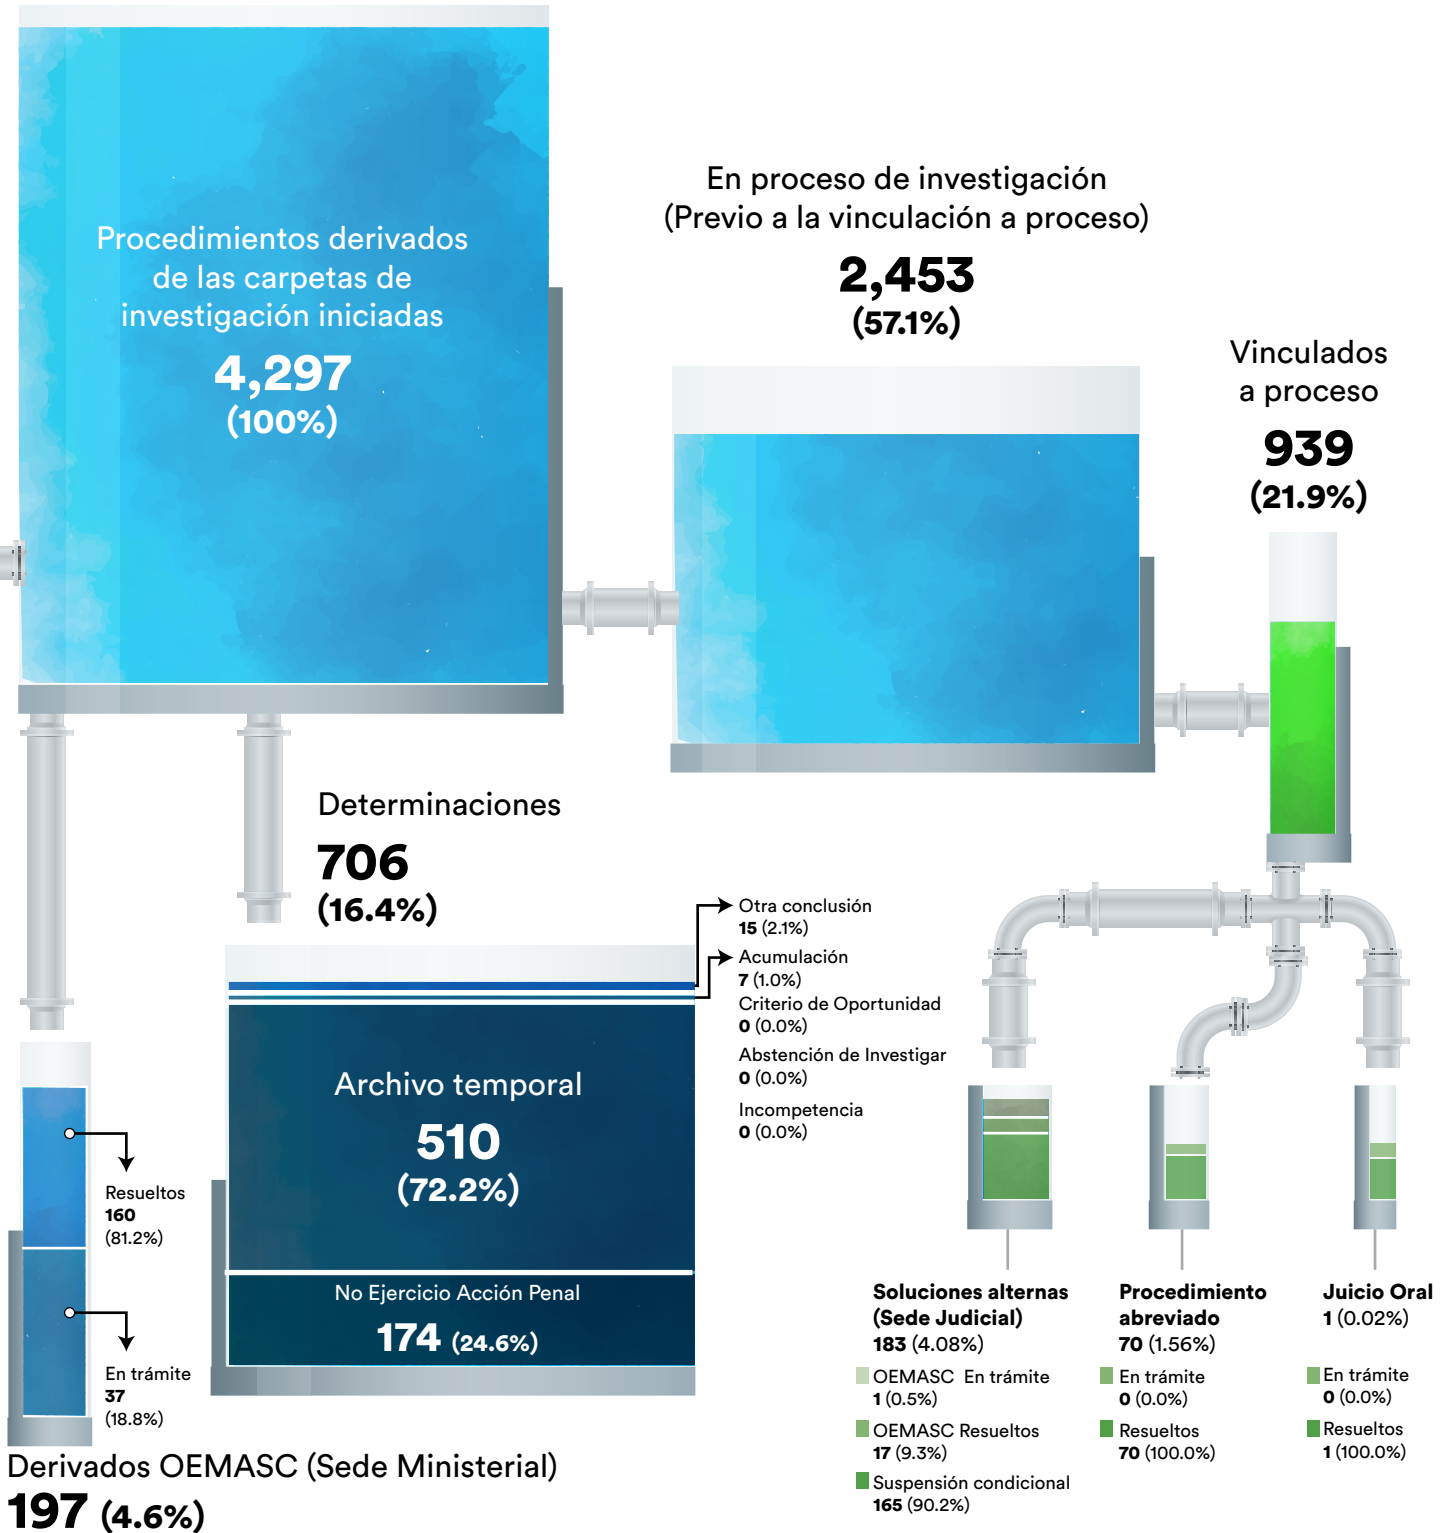 Procedimientos derivados
de las carpetas de
investigación iniciadas
4,297
(100%)
En proceso de investigación
(Previo a la vinculación a proceso)
2,453
(57.1%)
Vinculados
a proceso
939
(21.9%)
Determinaciones
706
(16.4%)
Otra conclusión
15 (2.1%)
Acumulación
7 (1.0%)
Criterio de Oportunidad
0 (0.0%)
Abstención de Investigar
0 (0.0%)
Incompetencia
0 (0.0%)
Archivo temporal
510
(72.2%)
No Ejercicio Acción Penal
174 (24.6%)
Resueltos
160
(81.2%)
En trámite
37
(18.8%)
Derivados OEMASC (Sede Ministerial)
197 (4.6%)
Soluciones alternas
(Sede Judicial)
183 (4.08%)
OEMASC En trámite
1 (0.5%)
OEMASC Resueltos
17 (9.3%)
Suspensión condicional
165 (90.2%)
Procedimiento
abreviado
70 (1.56%)
En trámite
0 (0.0%)
Resueltos
70 (100.0%)
Juicio Oral
1 (0.02%)
En trámite
0 (0.0%)
Resueltos
1 (100.0%)